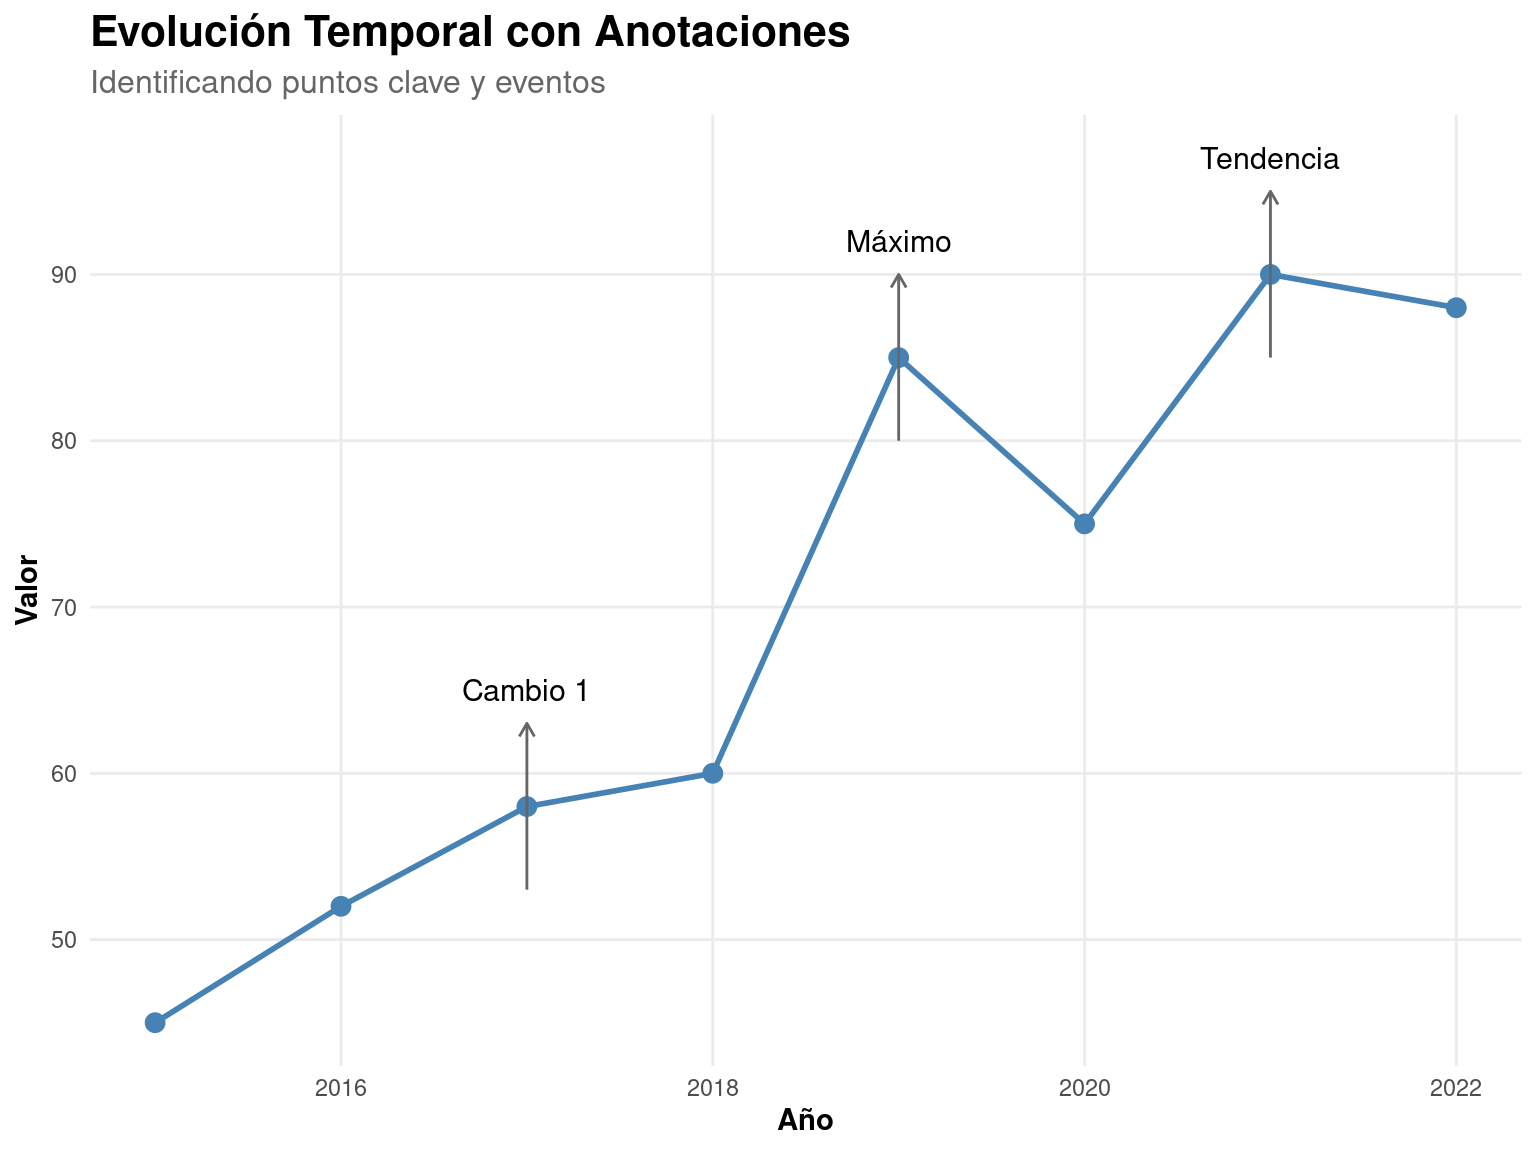 Evolución Temporal con Anotaciones
Identificando puntos clave y eventos
Tendencia
Máximo
90
80
Valor
70
Cambio 1
60
50
2016
2018
2020
2022
Año